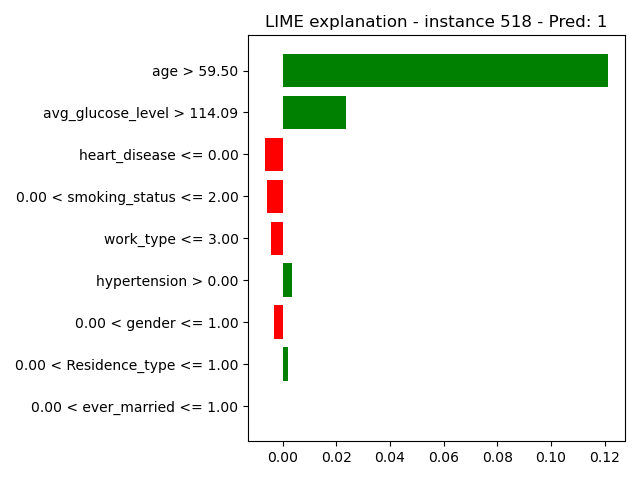 LIME explanation - instance 518 - Pred: 1
age > 59.50
avg_glucose_level > 114.09
heart_disease <= 0.00
0.00 < smoking_status <= 2.00
work_type <= 3.00
hypertension > 0.00
0.00 < gender <= 1.00
0.00 < Residence_type <= 1.00
0.00 < ever_married <= 1.00
0.00 0.02 0.04 0.06 0.08 0.10 0.12